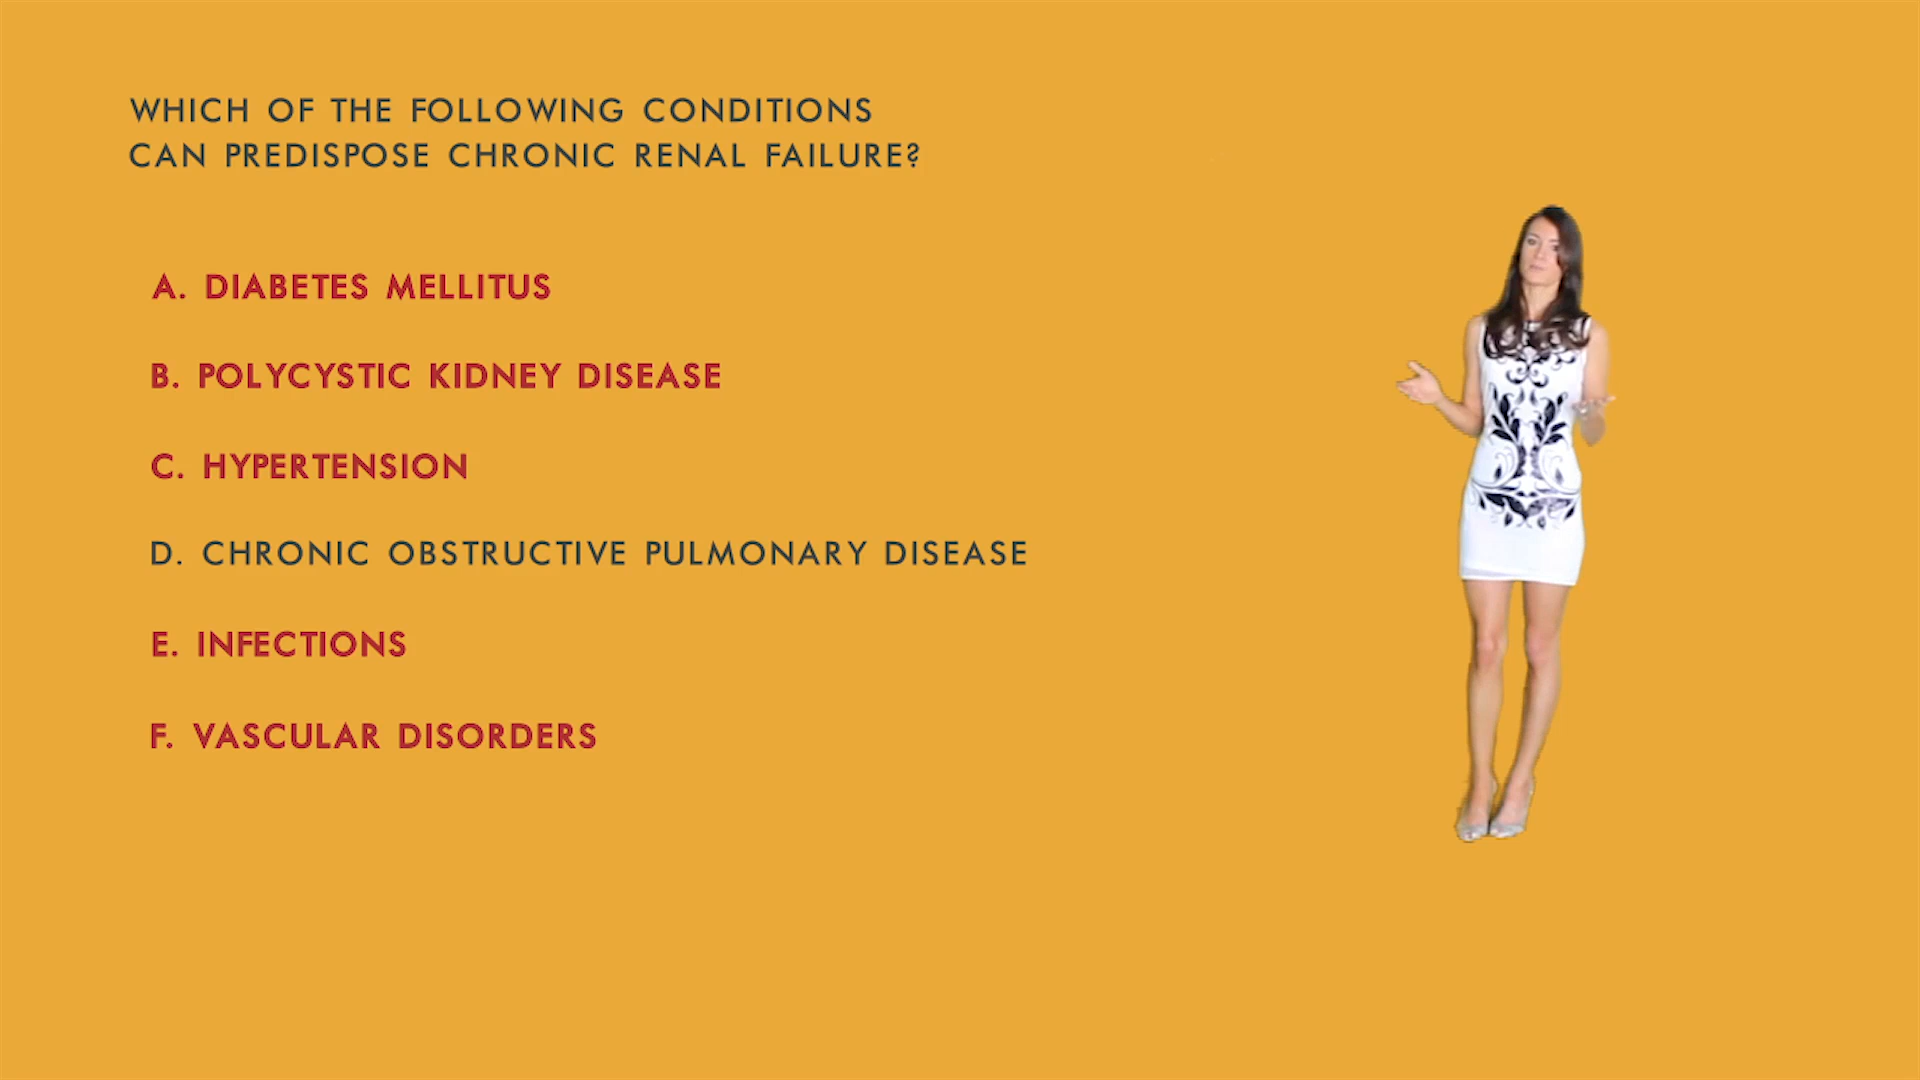 WHICH OF THE FOLLOWING CONDITIONS
CAN PREDISPOSE CHRONIC RENAL FAILURE?
A. DIABETES MELLITUS
B. POLYCYSTIC KIDNEY DISEASE
C. HYPERTENSION
D. CHRONIC OBSTRUCTIVE PULMONARY DISEASE
E. INFECTIONS
F. VASCULAR DISORDERS